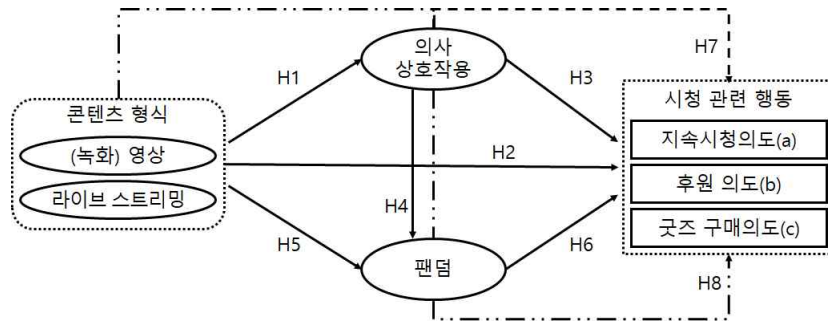 의사
상호작용
H7
H1
H3
콘텐츠 형식
시청 관련 행동
(녹화) 영상
지속시청의도(a)
H2
후원 의도(b)
라이브 스트리밍
H4
굿즈 구매의도(c)
H5
H6
팬덤
H8